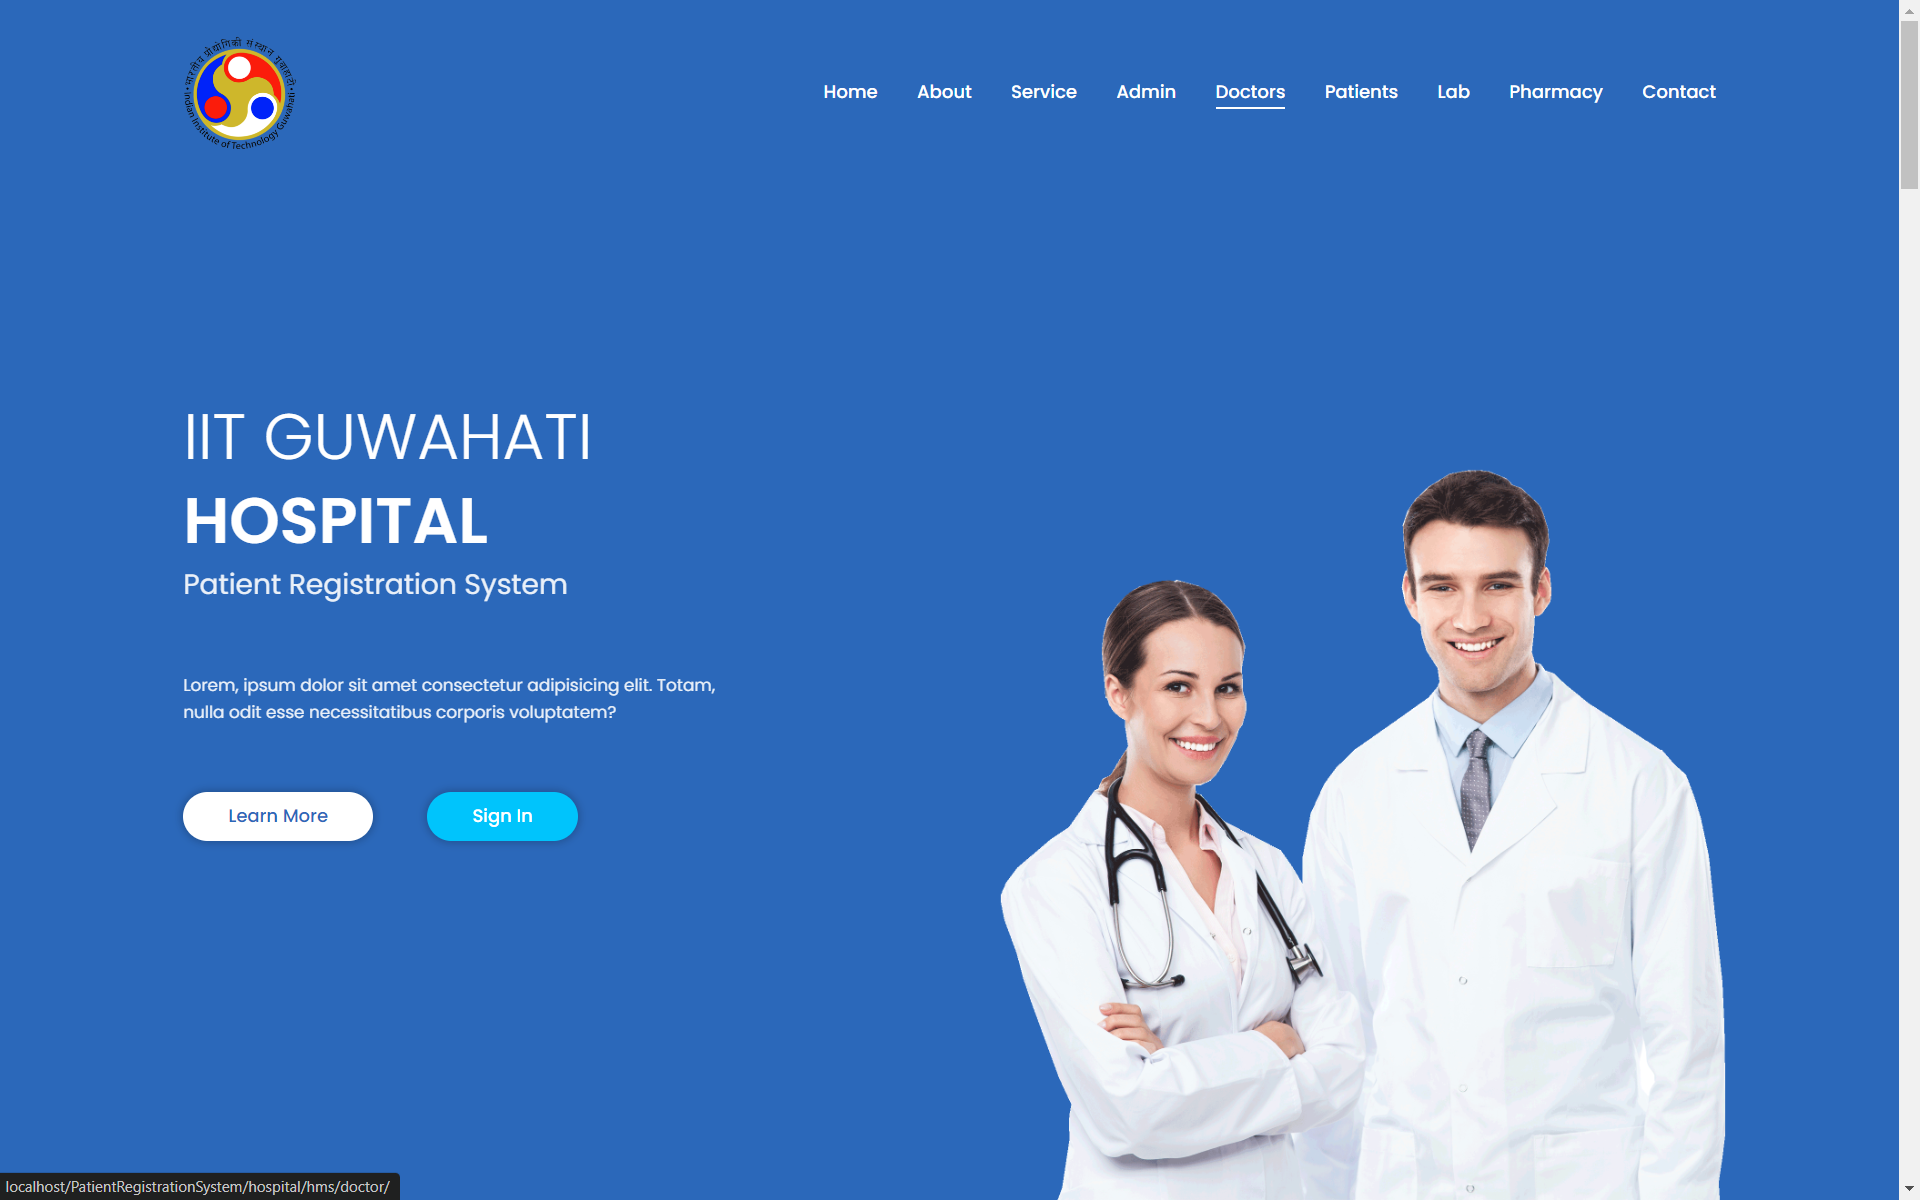 भारतीय प्रौद्योगिकी संस्थान गुवाहाटी
Indian Institute of Technology Guwahati
Home
About
Service
Admin
Doctors
Patients
Lab
Pharmacy
Contact
IIT GUWAHATI
HOSPITAL
Patient Registration System
Lorem, ipsum dolor sit amet consectetur adipisicing elit. Totam,
nulla odit esse necessitatibus corporis voluptatem?
Learn More
Sign In
localhost/PatientRegistrationSystem/hospital/hms/doctor/